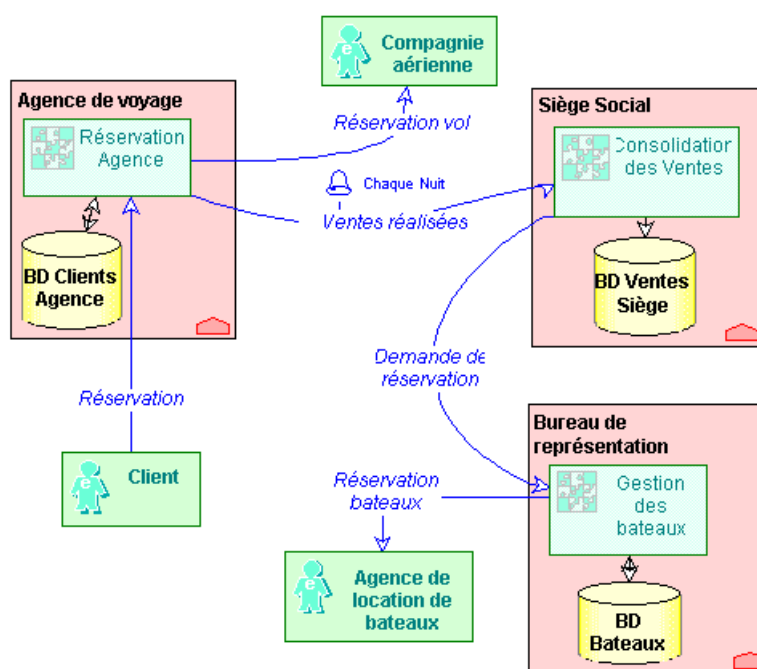 Compagnie
aérienne
Agence de voyage
Siège Social
Réservation
Agence
Réservation vol
Consolidation
des Ventes
Chaque Nuit
Ventes réalisées
BD Clients
Agence
BD Ventes
Siège
Demande de
réservation
Réservation
Bureau de
représentation
Client
Réservation
bateaux
Gestion
des
bateaux
Agence de
location de
bateaux
BD
Bateaux